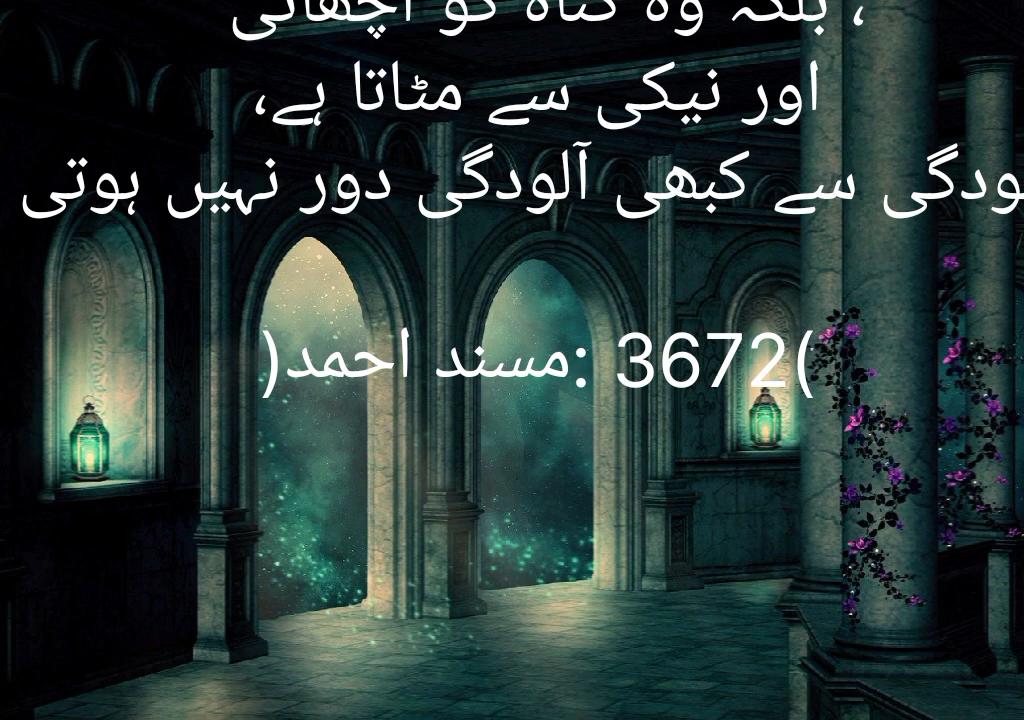 ، بلکہ وہ گناہ کو اچھائی
اور نیکی سے مٹاتا ہے،
ودگی سے کبھی آلودگی دور نہیں ہوتی
)مسند احمد: 3672(